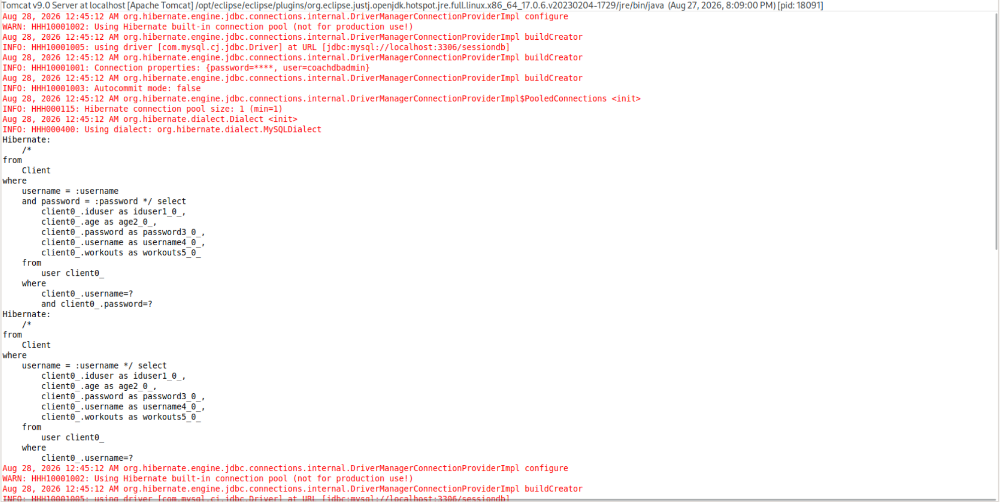 Tomcat v9.0 Server at localhost [Apache Tomcat] /opt/eclipse/eclipse/plugins/org.eclipse.justj.openjdk.hotspot.jre.full.linux.x86_64_17.0.6.v20230204-1729/jre/bin/java (Aug 27, 2026, 8:09:00 PM) [pid: 18091]
Aug 28, 2026 12:45:12 AM org.hibernate.engine.jdbc.connections.internal.DriverManagerConnectionProviderImpl configure
WARN: HHH10001002: Using Hibernate built-in connection pool (not for production use!)
Aug 28, 2026 12:45:12 AM org.hibernate.engine.jdbc.connections.internal.DriverManagerConnectionProviderImpl buildCreator
INFO: HHH10001005: using driver [com.mysql.cj.jdbc.Driver] at URL [jdbc:mysql://localhost:3306/sessiondb]
Aug 28, 2026 12:45:12 AM org.hibernate.engine.jdbc.connections.internal.DriverManagerConnectionProviderImpl buildCreator
INFO: HHH10001001: Connection properties: {password=****, user=coachdbadmin}
Aug 28, 2026 12:45:12 AM org.hibernate.engine.jdbc.connections.internal.DriverManagerConnectionProviderImpl buildCreator
INFO: HHH10001003: Autocommit mode: false
Aug 28, 2026 12:45:12 AM org.hibernate.engine.jdbc.connections.internal.DriverManagerConnectionProviderImpl$PooledConnections <init>
INFO: HHH000115: Hibernate connection pool size: 1 (min=1)
Aug 28, 2026 12:45:12 AM org.hibernate.dialect.Dialect <init>
INFO: HHH000400: Using dialect: org.hibernate.dialect.MySQLDialect
Hibernate:
    /*
from
    Client
where
    username = :username
    and password = :password */ select
        client0_.iduser as iduser1_0_,
        client0_.age as age2_0_,
        client0_.password as password3_0_,
        client0_.username as username4_0_,
        client0_.workouts as workouts5_0_
    from
        user client0_
    where
        client0_.username=?
        and client0_.password=?
Hibernate:
    /*
from
    Client
where
    username = :username */ select
        client0_.iduser as iduser1_0_,
        client0_.age as age2_0_,
        client0_.password as password3_0_,
        client0_.username as username4_0_,
        client0_.workouts as workouts5_0_
    from
        user client0_
    where
        client0_.username=?
Aug 28, 2026 12:45:12 AM org.hibernate.engine.jdbc.connections.internal.DriverManagerConnectionProviderImpl configure
WARN: HHH10001002: Using Hibernate built-in connection pool (not for production use!)
Aug 28, 2026 12:45:12 AM org.hibernate.engine.jdbc.connections.internal.DriverManagerConnectionProviderImpl buildCreator
INFO: HHH10001005: using driver [com.mysql.cj.jdbc.Driver] at URL [jdbc:mysql://localhost:3306/sessiondb]